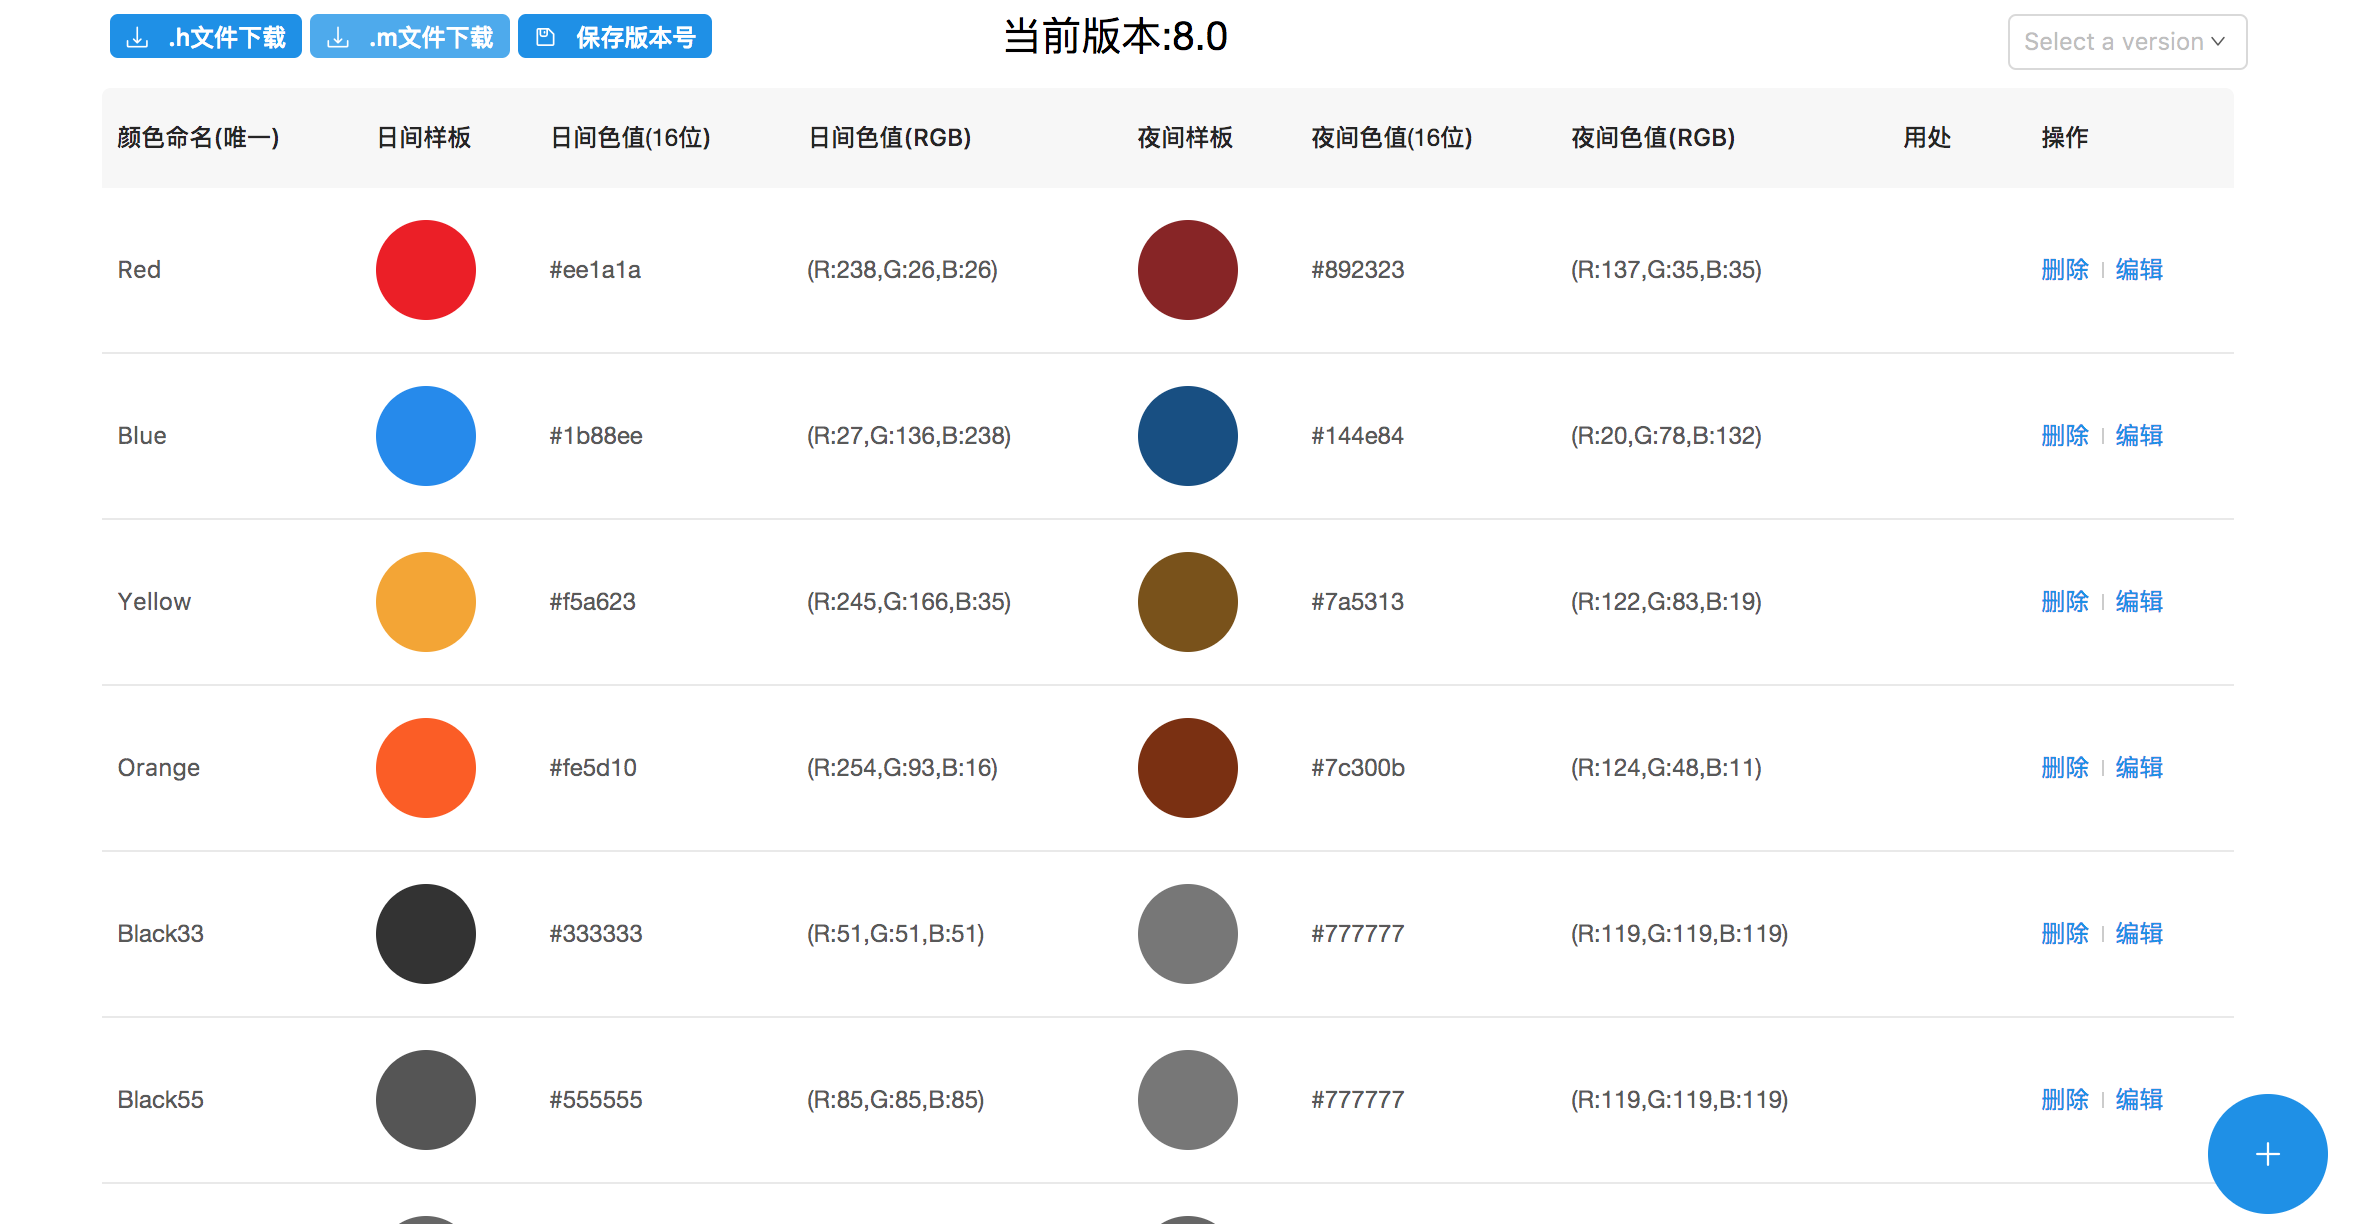 .h文件下载 .m文件下载 保存版本号 当前版本:8.0 Select a version
颜色命名(唯一) 日间样板 日间色值(16位) 日间色值(RGB) 夜间样板 夜间色值(16位) 夜间色值(RGB) 用处 操作
Red #ee1a1a (R:238,G:26,B:26) #892323 (R:137,G:35,B:35) 删除 编辑
Blue #1b88ee (R:27,G:136,B:238) #144e84 (R:20,G:78,B:132) 删除 编辑
Yellow #f5a623 (R:245,G:166,B:35) #7a5313 (R:122,G:83,B:19) 删除 编辑
Orange #fe5d10 (R:254,G:93,B:16) #7c300b (R:124,G:48,B:11) 删除 编辑
Black33 #333333 (R:51,G:51,B:51) #777777 (R:119,G:119,B:119) 删除 编辑
Black55 #555555 (R:85,G:85,B:85) #777777 (R:119,G:119,B:119) 删除 编辑